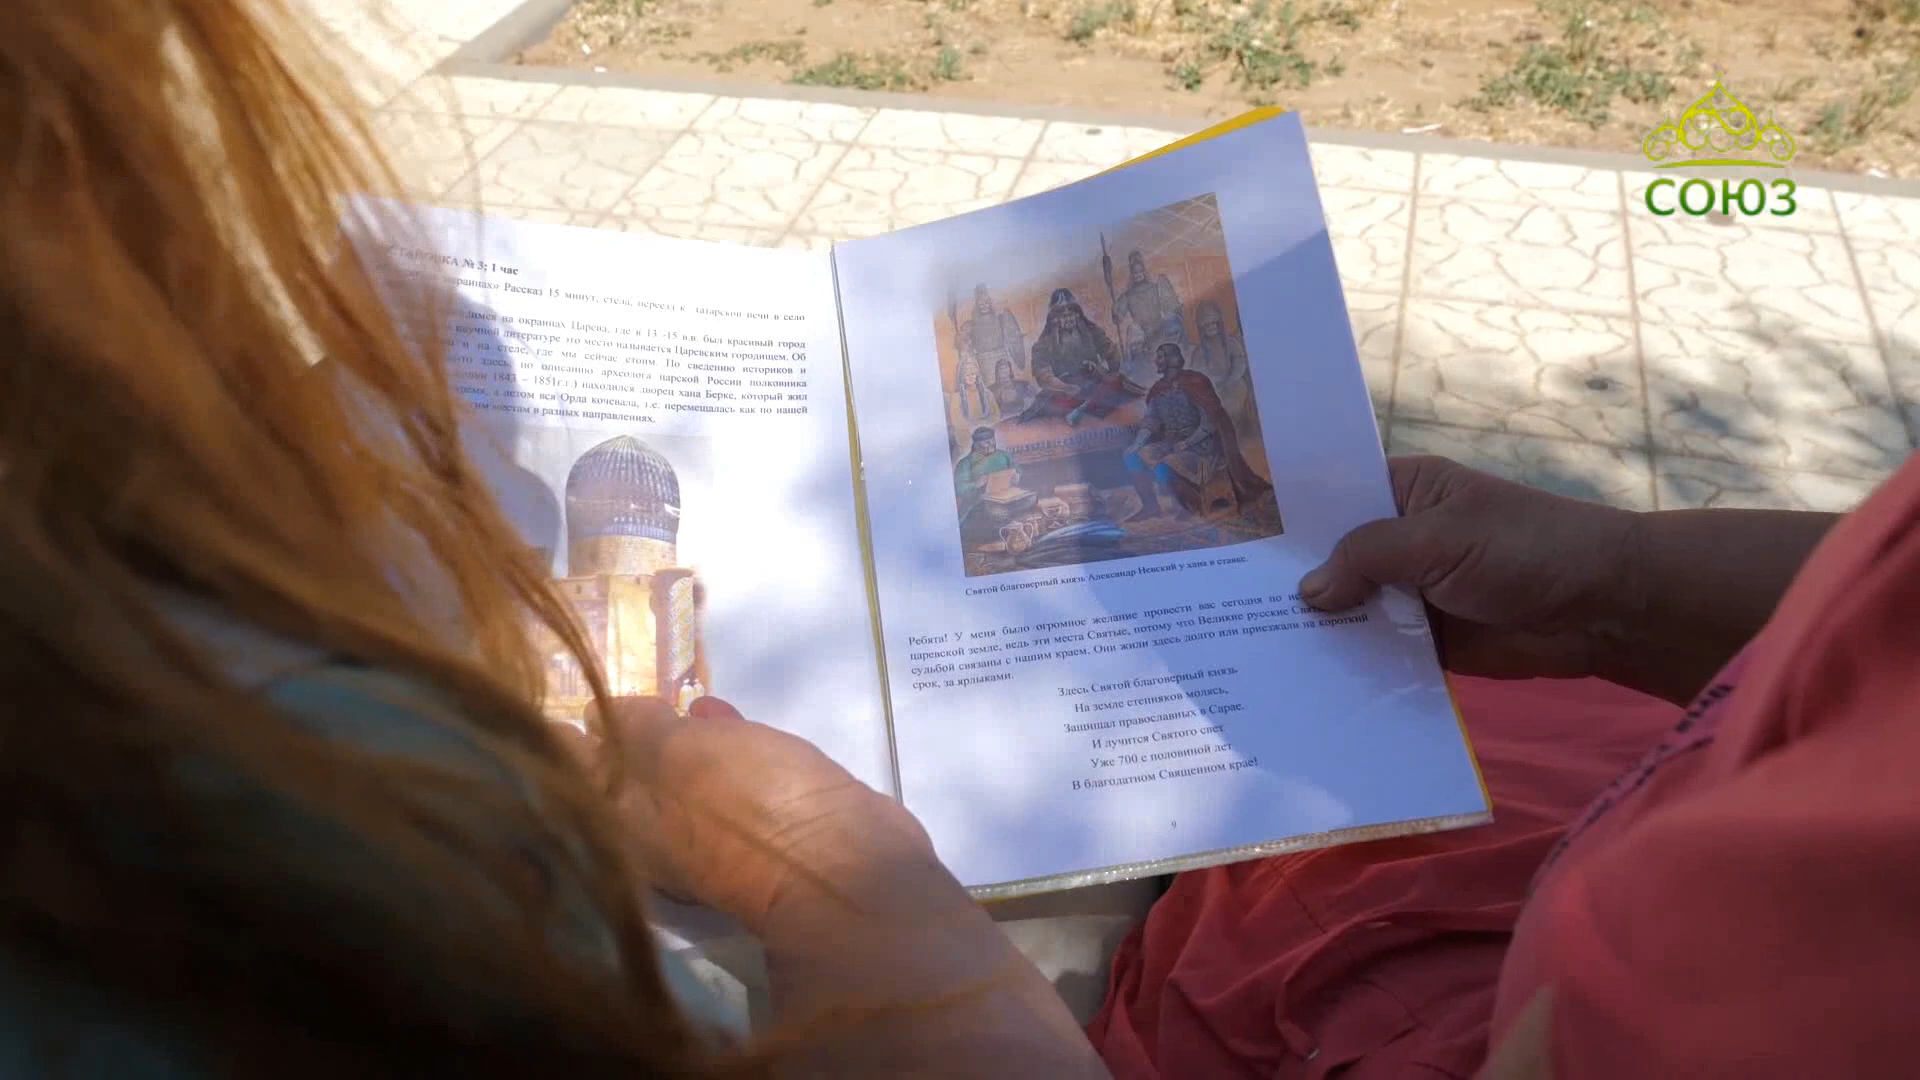 СОЮЗ
№ 3; 1 час
Рассказ 15 минут, стела, переезд к татарской печи в село
на окраинах Царева, где в 13 -15 в.в. был красивый город
научной литературе это место называется Царевским городищем. Об
и на стеле, где мы сейчас стоим. По сведению историков и
здесь, по описанию археолога царской России полковника
1843 – 1851г.г.) находился дворец хана Берке, который жил
а летом вся Орда кочевала, т.е. перемещалась как по нашей
местам в разных направлениях.
Святой благоверный князь Александр Невский у хана в ставке.
Ребята! У меня было огромное желание провести вас сегодня по
царевской земле, ведь эти места Святые, потому что Великие русские
судьбой связаны с нашим краем. Они жили здесь долго или приезжали на короткий
срок, за ярлыками.
Здесь Святой благоверный князь
На земле степняков молясь,
Защищал православных в Сарае.
И лучится Святого свет
Уже 700 с половиной лет
В благодатном Священном крае!
9